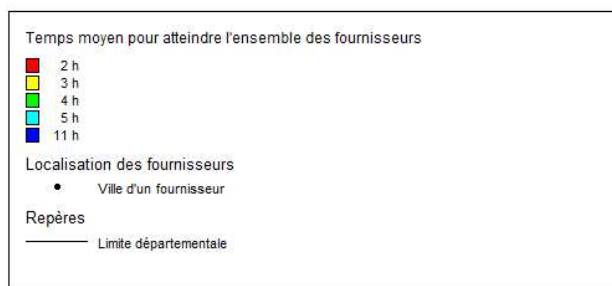 Temps moyen pour atteindre l'ensemble des fournisseurs
2 h
3 h
4 h
5 h
11 h
Localisation des fournisseurs
Ville d'un fournisseur
Repères
Limite départementale